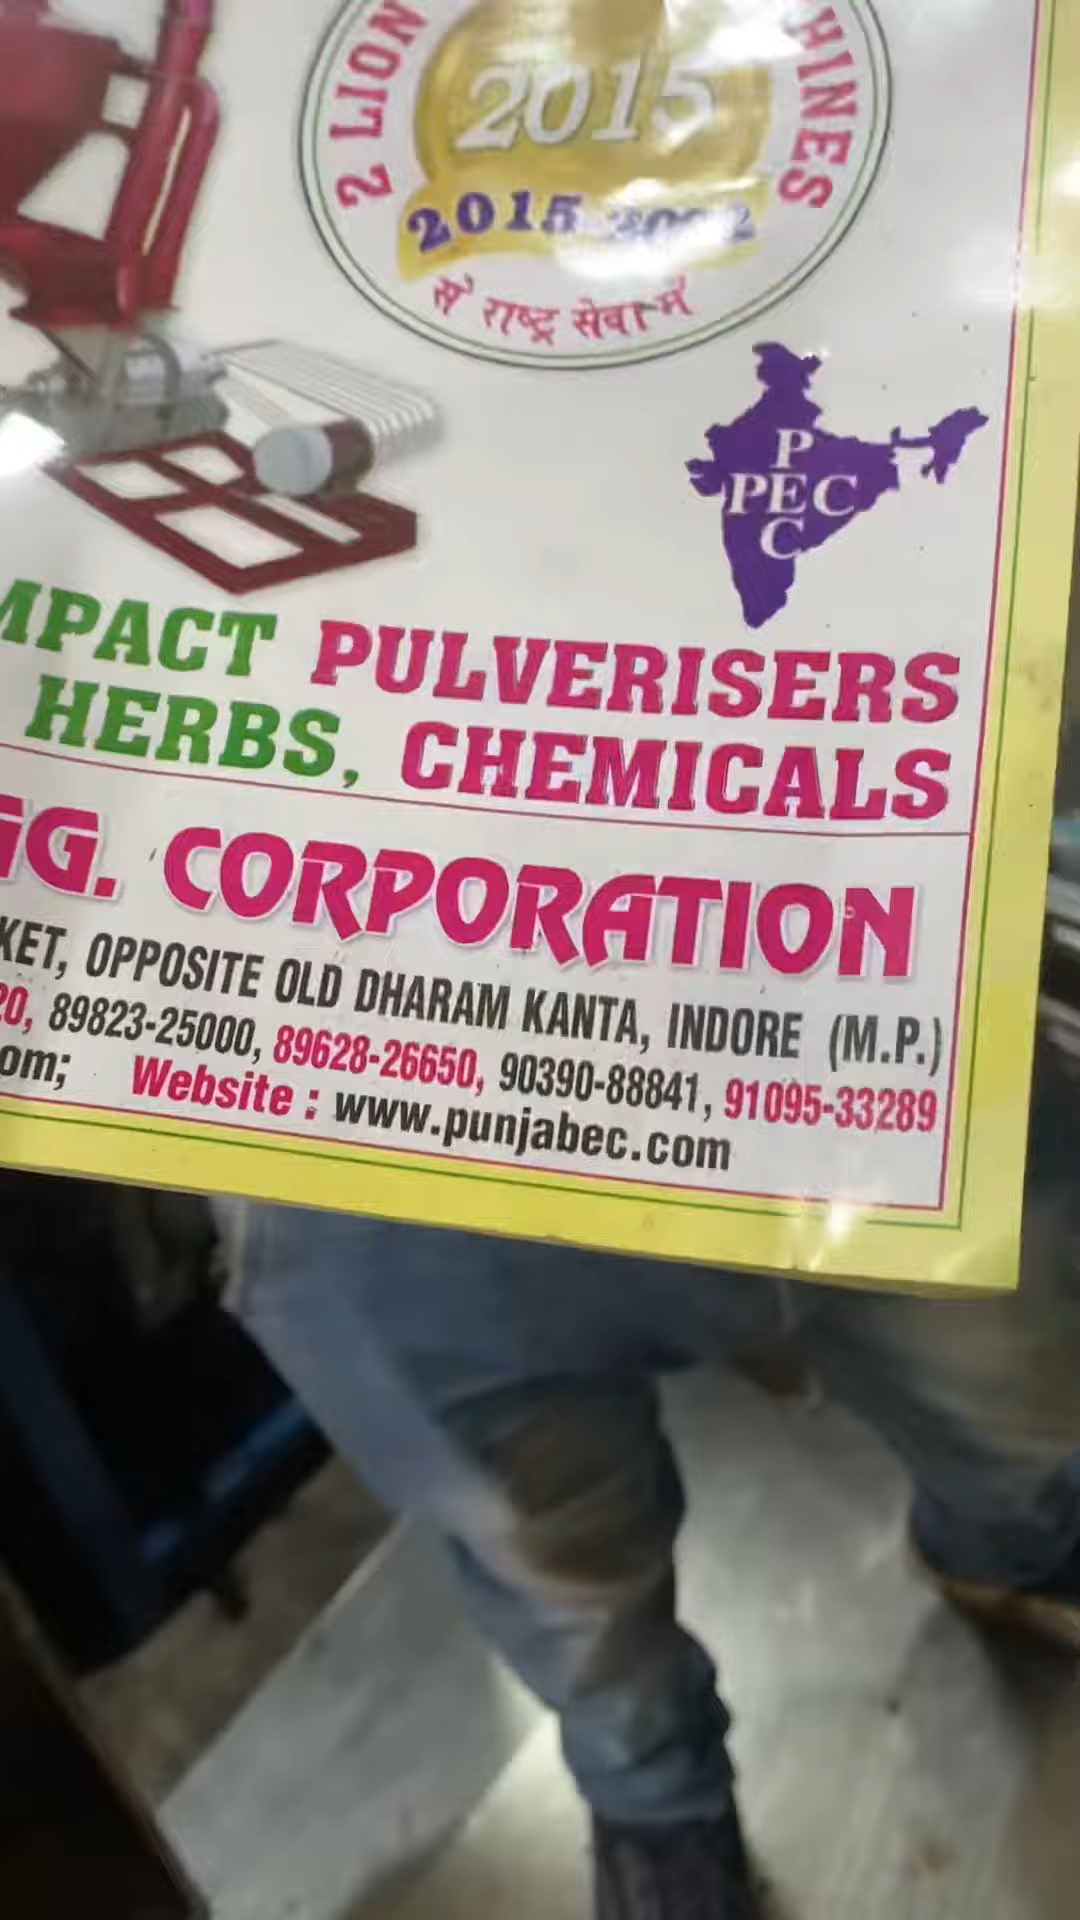 2 LION
HINES
2015
2015
से राष्ट्र सेवा में
P
PEC
C
MPACT PULVERISERS
HERBS, CHEMICALS
GG. CORPORATION
KET, OPPOSITE OLD DHARAM KANTA, INDORE (M.P.)
20, 89823-25000, 89628-26650, 90390-88841, 91095-33289
om; Website : www.punjabec.com